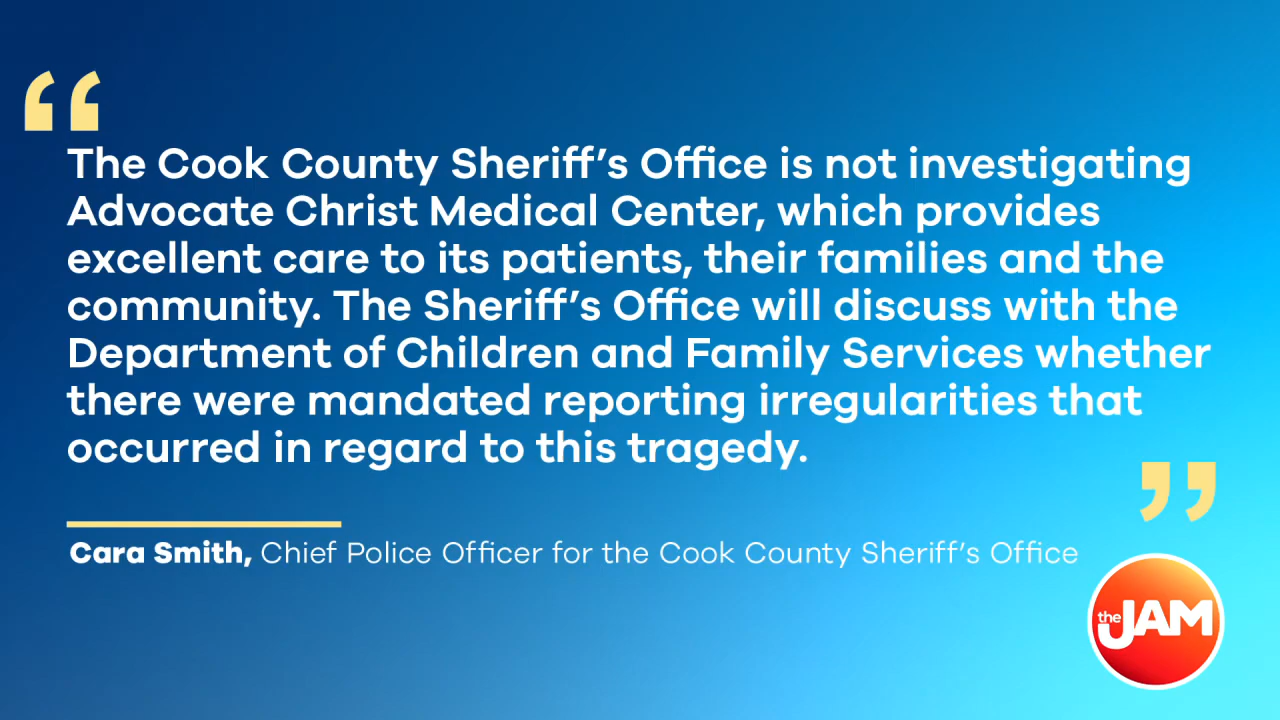 “
The Cook County Sheriff’s Office is not investigating
Advocate Christ Medical Center, which provides
excellent care to its patients, their families and the
community. The Sheriff’s Office will discuss with the
Department of Children and Family Services whether
there were mandated reporting irregularities that
occurred in regard to this tragedy.
”
Cara Smith, Chief Police Officer for the Cook County Sheriff’s Office
the JAM